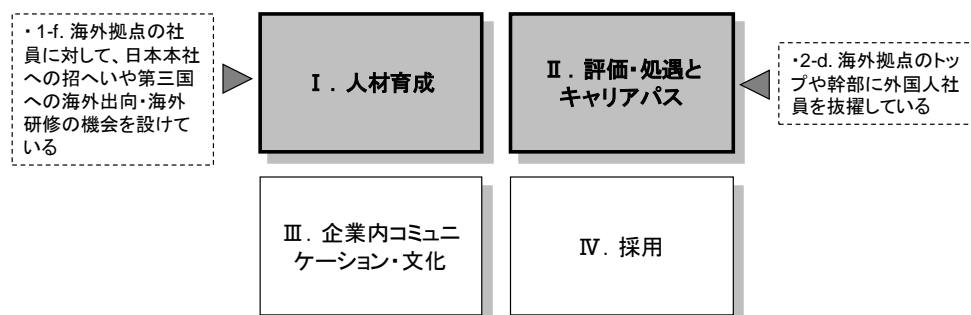 ・1-f. 海外拠点の社
員に対して、日本本社
への招へいや第三国
への海外出向・海外
研修の機会を設けて
いる
Ⅰ．人材育成
Ⅱ．評価・処遇と
キャリアパス
・2-d. 海外拠点のトッ
プや幹部に外国人社
員を抜擢している
Ⅲ．企業内コミュニ
ケーション・文化
Ⅳ．採用